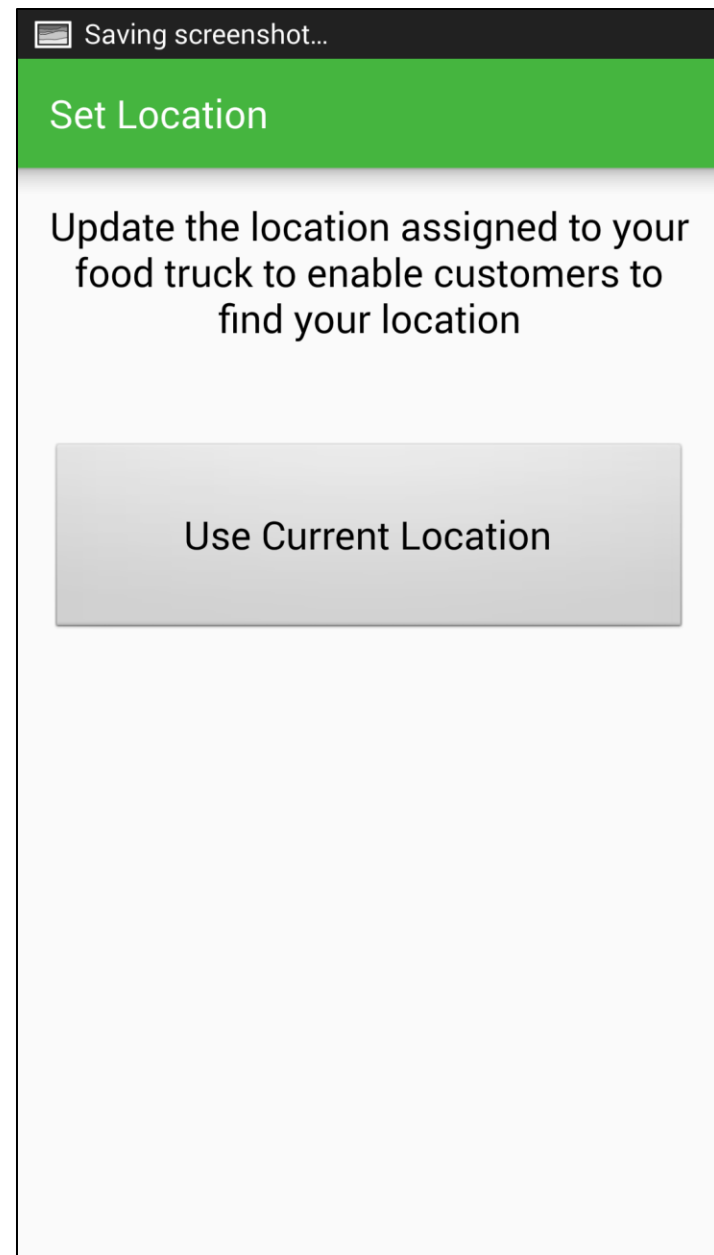 Saving screenshot...
Set Location
Update the location assigned to your
food truck to enable customers to
find your location
Use Current Location